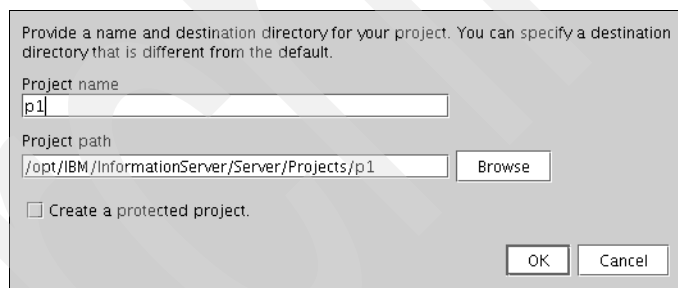 Provide a name and destination directory for your project. You can specify a destination
directory that is different from the default.
Project name
p1
Project path
/opt/IBM/InformationServer/Server/Projects/p1
Browse
Create a protected project.
OK
Cancel